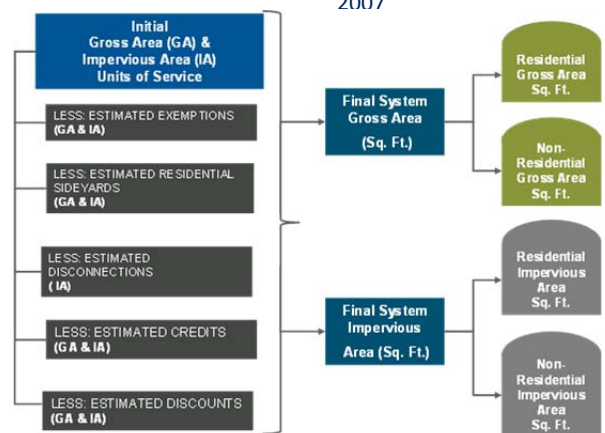 2007
Initial
Gross Area (GA) &
Impervious Area (IA)
Units of Service
LESS: ESTIMATED EXEMPTIONS
(GA & IA)
LESS: ESTIMATED RESIDENTIAL
SIDEYARDS
(GA & IA)
LESS: ESTIMATED
DISCONNECTIONS
( IA)
LESS: ESTIMATED CREDITS
(GA & IA)
LESS: ESTIMATED DISCOUNTS
(GA & IA)
Final System
Gross Area
(Sq. Ft.)
Final System
Impervious
Area (Sq. Ft.)
Residential
Gross Area
Sq. Ft.
Non-
Residential
Gross Area
Sq. Ft.
Residential
Impervious
Area
Sq. Ft.
Non-
Residential
Impervious
Area
Sq. Ft.